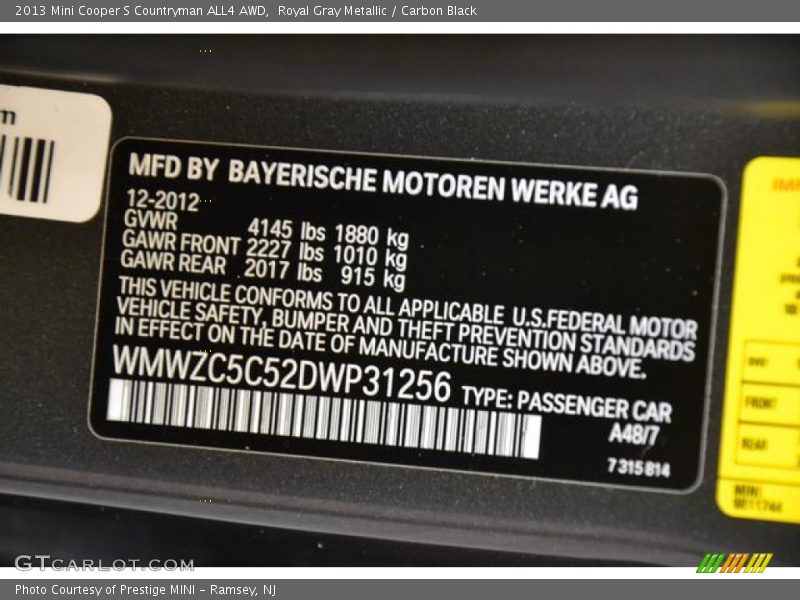 2013 Mini Cooper S Countryman ALL4 AWD, Royal Gray Metallic / Carbon Black
m
MFD BY BAYERISCHE MOTOREN WERKE AG
12-2012
GVWR 4145 lbs 1880 kg
GAWR FRONT 2227 lbs 1010 kg
GAWR REAR 2017 lbs 915 kg
THIS VEHICLE CONFORMS TO ALL APPLICABLE U.S.FEDERAL MOTOR
VEHICLE SAFETY, BUMPER AND THEFT PREVENTION STANDARDS
IN EFFECT ON THE DATE OF MANUFACTURE SHOWN ABOVE.
WMWZC5C52DWP31256 TYPE: PASSENGER CAR
A48/7
7315814
FRONT
REAR
MINI
GTCARLOT.COM
Photo Courtesy of Prestige MINI – Ramsey, NJ